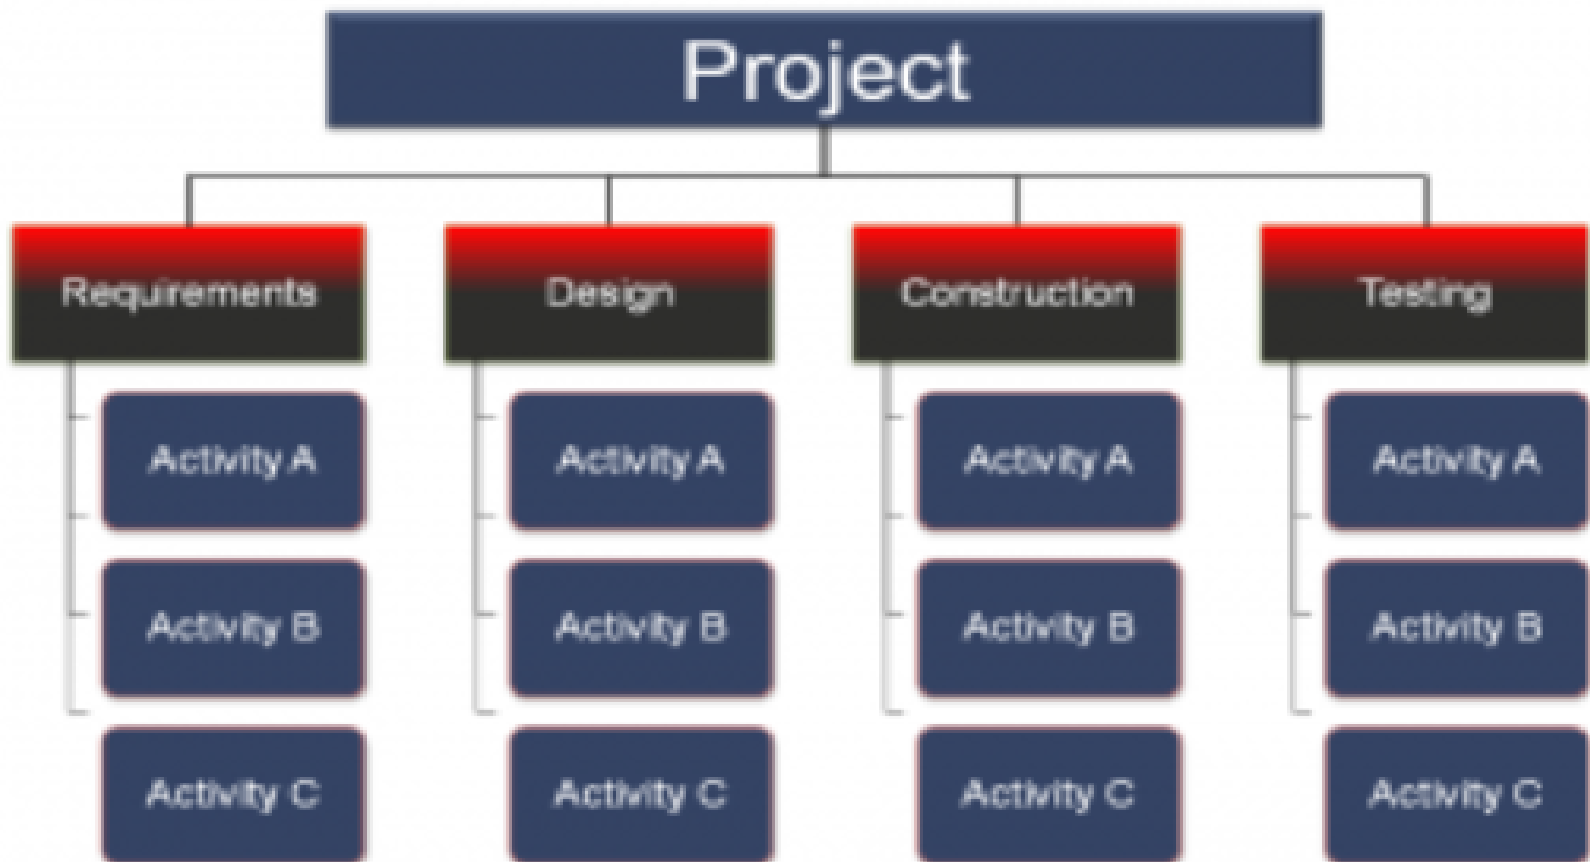 Project
Requirements
Design
Construction
Testing
Activity A
Activity A
Activity A
Activity A
Activity B
Activity B
Activity B
Activity B
Activity C
Activity C
Activity C
Activity C